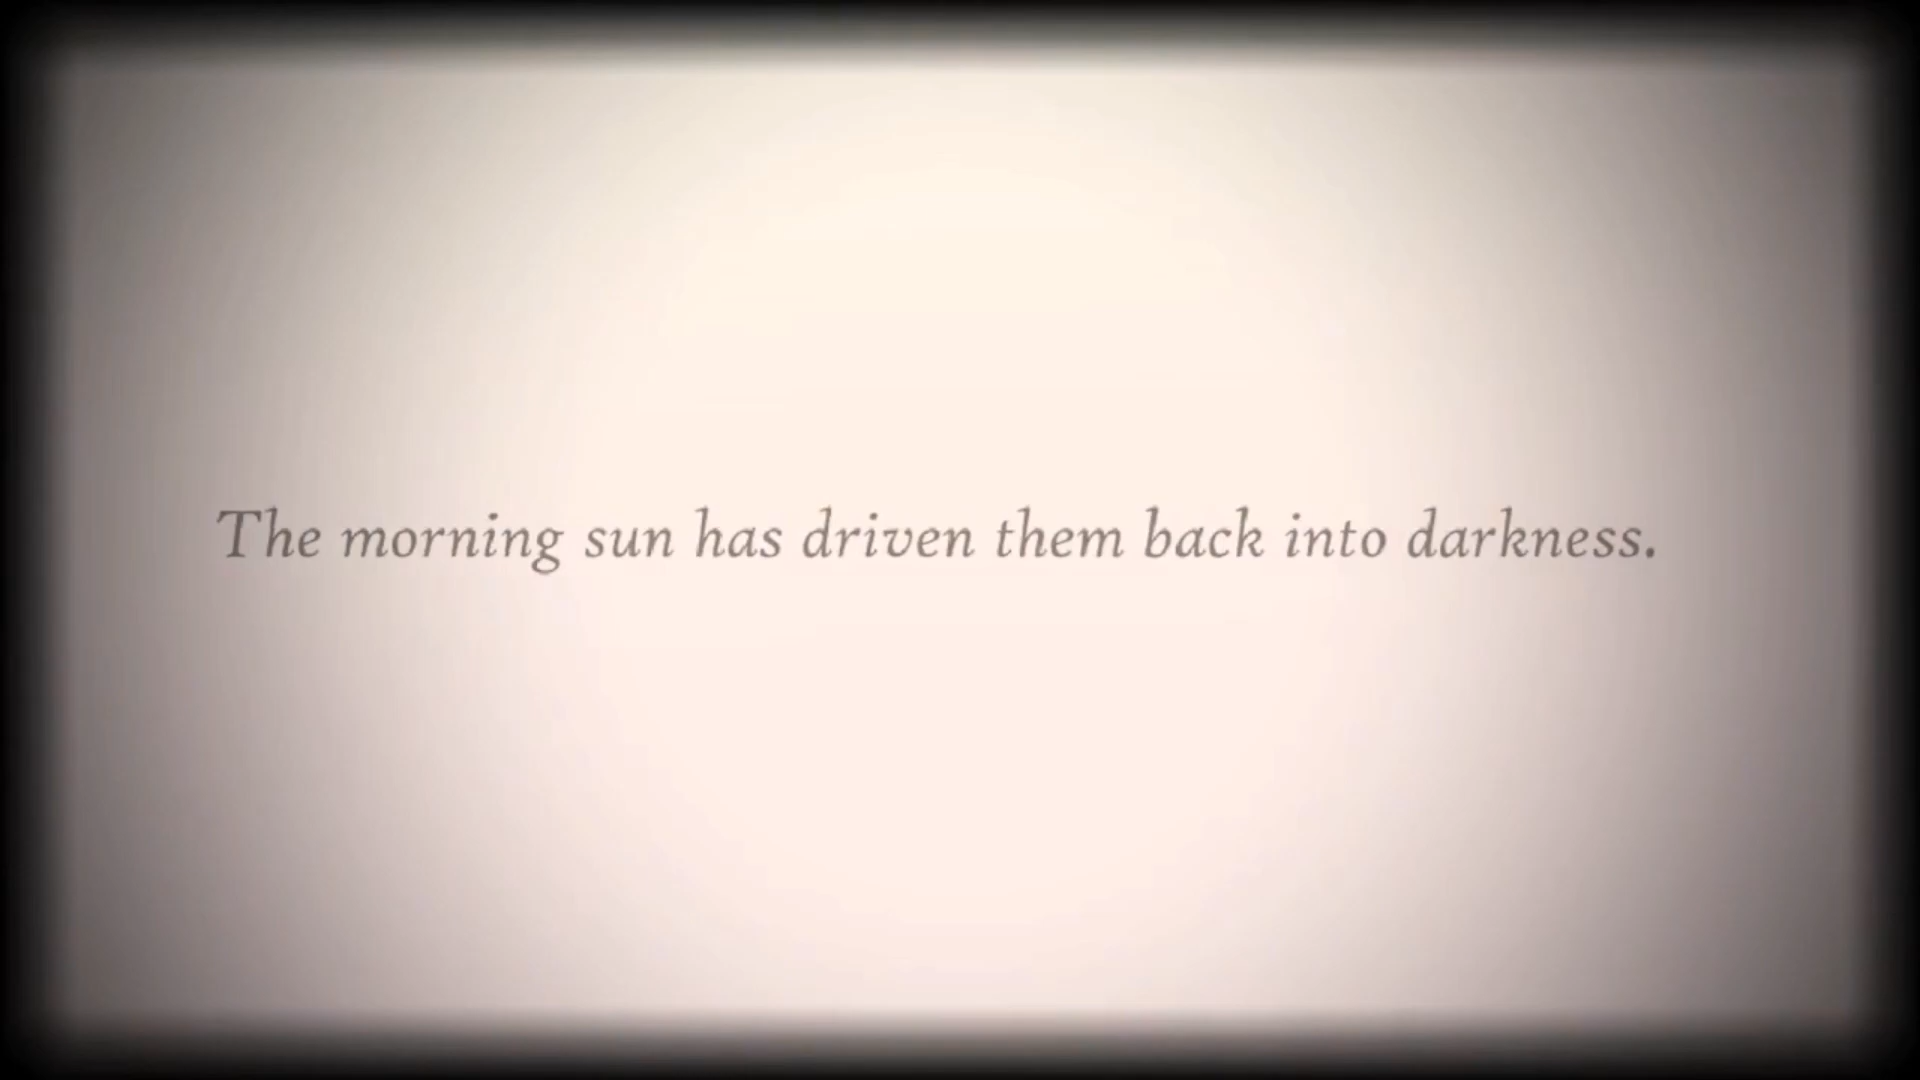 The morning sun has driven them back into darkness.